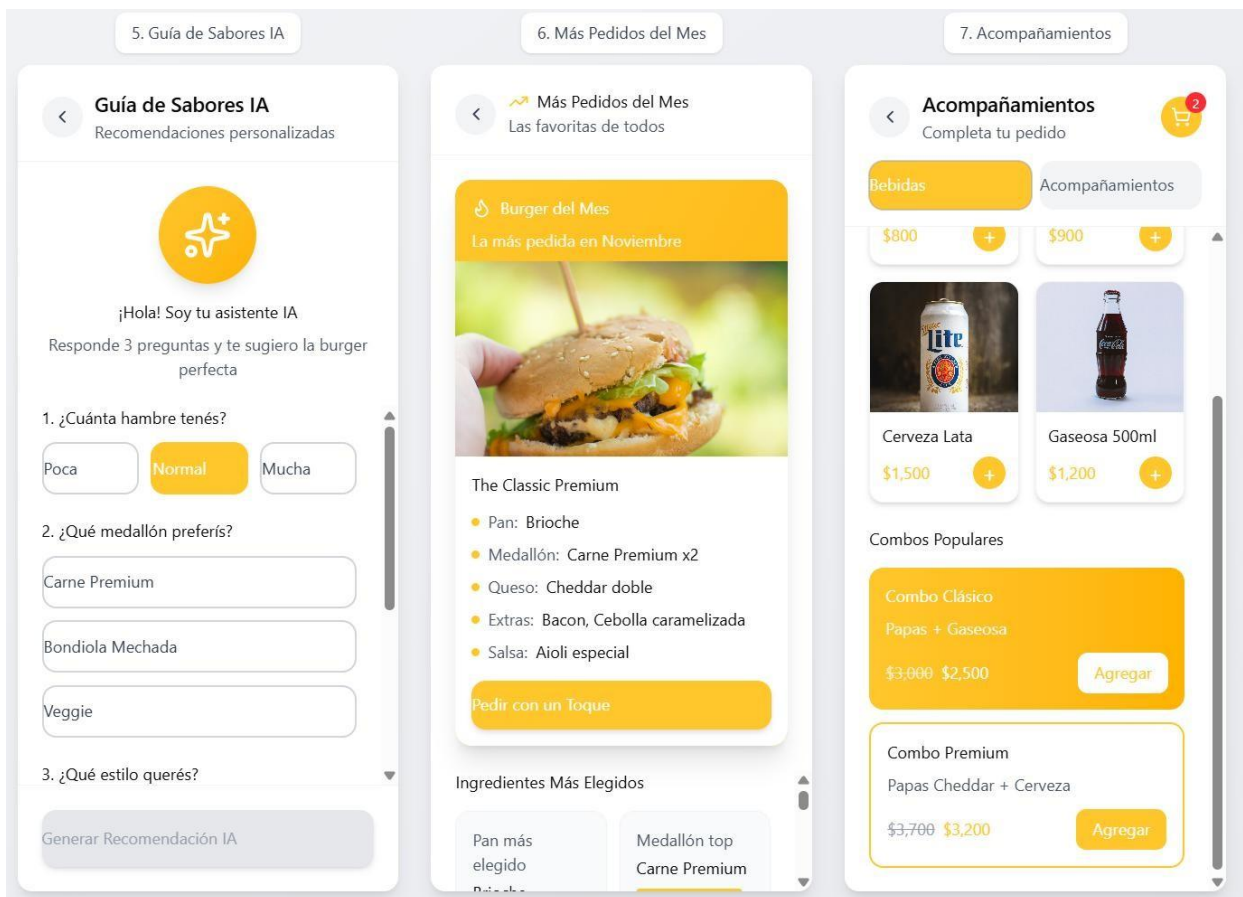 5. Guía de Sabores IA
Guía de Sabores IA
Recomendaciones personalizadas
¡Hola! Soy tu asistente IA
Responde 3 preguntas y te sugiero la burger
perfecta
1. ¿Cuánta hambre tenés?
Poca
Normal
Mucha
2. ¿Qué medallón preferís?
Carne Premium
Bondiola Mechada
Veggie
3. ¿Qué estilo querés?
Generar Recomendación IA
6. Más Pedidos del Mes
Más Pedidos del Mes
Las favoritas de todos
Burger del Mes
La más pedida en Noviembre
The Classic Premium
Pan: Brioche
Medallón: Carne Premium x2
Queso: Cheddar doble
Extras: Bacon, Cebolla caramelizada
Salsa: Aioli especial
Pedir con un Toque
Ingredientes Más Elegidos
Pan más
elegido
Brioche
Medallón top
Carne Premium
7. Acompañamientos
Acompañamientos
Completa tu pedido
2
Bebidas
Acompañamientos
$800
+
$900
+
Lite
Coca-Cola
Cerveza Lata
$1,500
+
Gaseosa 500ml
$1,200
+
Combos Populares
Combo Clásico
Papas + Gaseosa
$3,000 $2,500
Agregar
Combo Premium
Papas Cheddar + Cerveza
$3,700 $3,200
Agregar